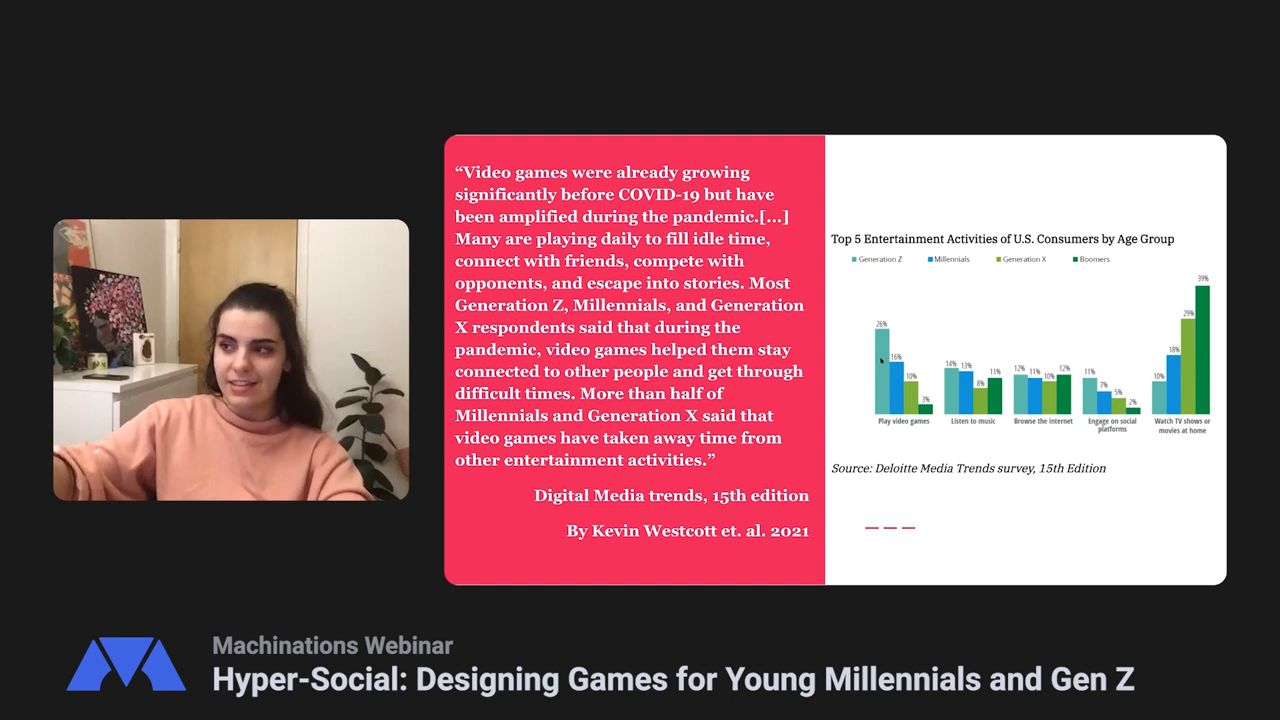 “Video games were already growing
significantly before COVID-19 but have
been amplified during the pandemic.[...]
Many are playing daily to fill idle time,
connect with friends, compete with
opponents, and escape into stories. Most
Generation Z, Millennials, and Generation
X respondents said that during the
pandemic, video games helped them stay
connected to other people and get through
difficult times. More than half of
Millennials and Generation X said that
video games have taken away time from
other entertainment activities.”
Digital Media trends, 15th edition
By Kevin Westcott et. al. 2021
Top 5 Entertainment Activities of U.S. Consumers by Age Group
Generation Z Millennials Generation X Boomers
26% 16% 10% 3%
14% 13% 8% 11%
12% 11% 10% 12%
11% 7% 5% 2%
10% 18% 29% 39%
Play video games
Listen to music
Browse the internet
Engage on social
platforms
Watch TV shows or
movies at home
Source: Deloitte Media Trends survey, 15th Edition
Machinations Webinar
Hyper-Social: Designing Games for Young Millennials and Gen Z